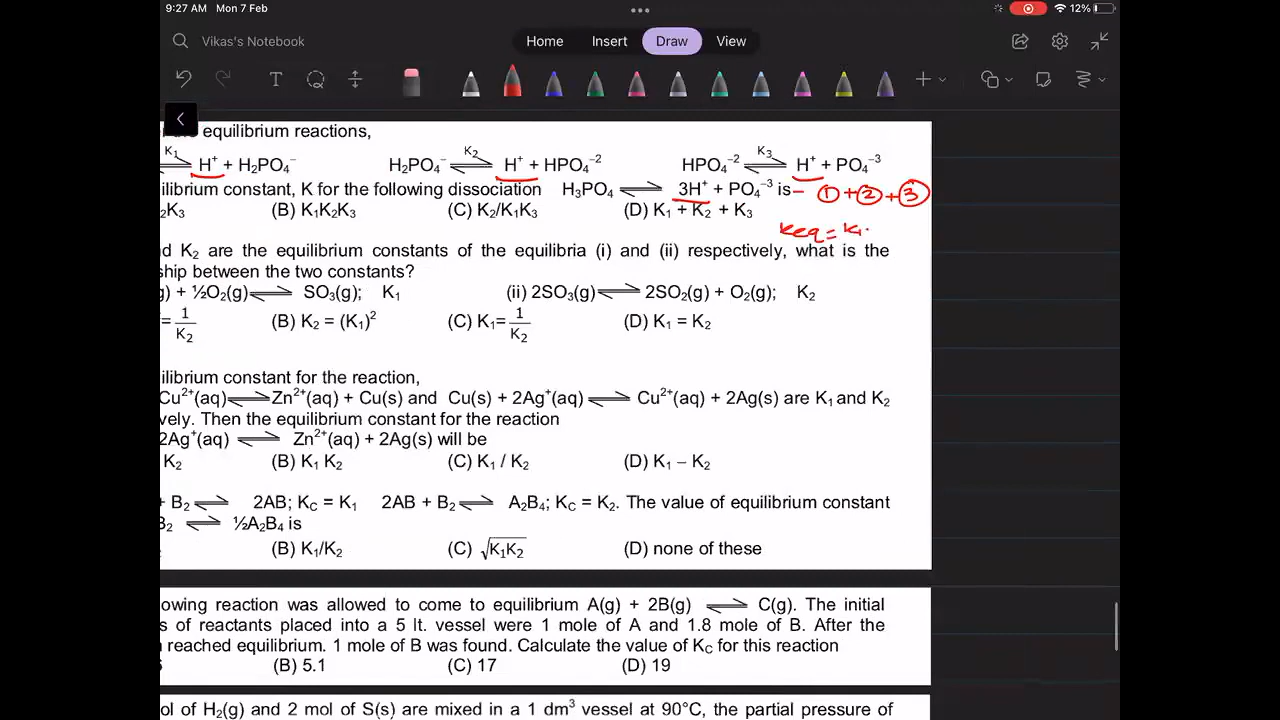 9:27 AM Mon 7 Feb
12%
Vikas's Notebook
Home Insert Draw View
the equilibrium reactions,
K₁ H⁺ + H₂PO₄⁻ H₂PO₄⁻ ⇌ K₂ H⁺ + HPO₄⁻² HPO₄⁻² ⇌ K₃ H⁺ + PO₄⁻³
ilibrium constant, K for the following dissociation H₃PO₄ ⇌ 3H⁺ + PO₄⁻³ is – ① + ② + ③
₂K₃ (B) K₁K₂K₃ (C) K₂/K₁K₃ (D) K₁ + K₂ + K₃
Keq = K₁.
K₂ are the equilibrium constants of the equilibria (i) and (ii) respectively, what is the
ship between the two constants?
g) + ½O₂(g) ⇌ SO₃(g); K₁ (ii) 2SO₃(g) ⇌ 2SO₂(g) + O₂(g); K₂
= 1/K₂ (B) K₂ = (K₁)² (C) K₁= 1/K₂ (D) K₁ = K₂
ilibrium constant for the reaction,
Cu²⁺(aq) ⇌ Zn²⁺(aq) + Cu(s) and Cu(s) + 2Ag⁺(aq) ⇌ Cu²⁺(aq) + 2Ag(s) are K₁ and K₂
vely. Then the equilibrium constant for the reaction
2Ag⁺(aq) ⇌ Zn²⁺(aq) + 2Ag(s) will be
K₂ (B) K₁ K₂ (C) K₁ / K₂ (D) K₁ – K₂
+ B₂ ⇌ 2AB; K_C = K₁ 2AB + B₂ ⇌ A₂B₄; K_C = K₂. The value of equilibrium constant
B₂ ⇌ ½A₂B₄ is
(B) K₁/K₂ (C) √K₁K₂ (D) none of these
owing reaction was allowed to come to equilibrium A(g) + 2B(g) ⇌ C(g). The initial
s of reactants placed into a 5 lt. vessel were 1 mole of A and 1.8 mole of B. After the
reached equilibrium. 1 mole of B was found. Calculate the value of K_C for this reaction
(B) 5.1 (C) 17 (D) 19
ol of H₂(g) and 2 mol of S(s) are mixed in a 1 dm³ vessel at 90°C, the partial pressure of